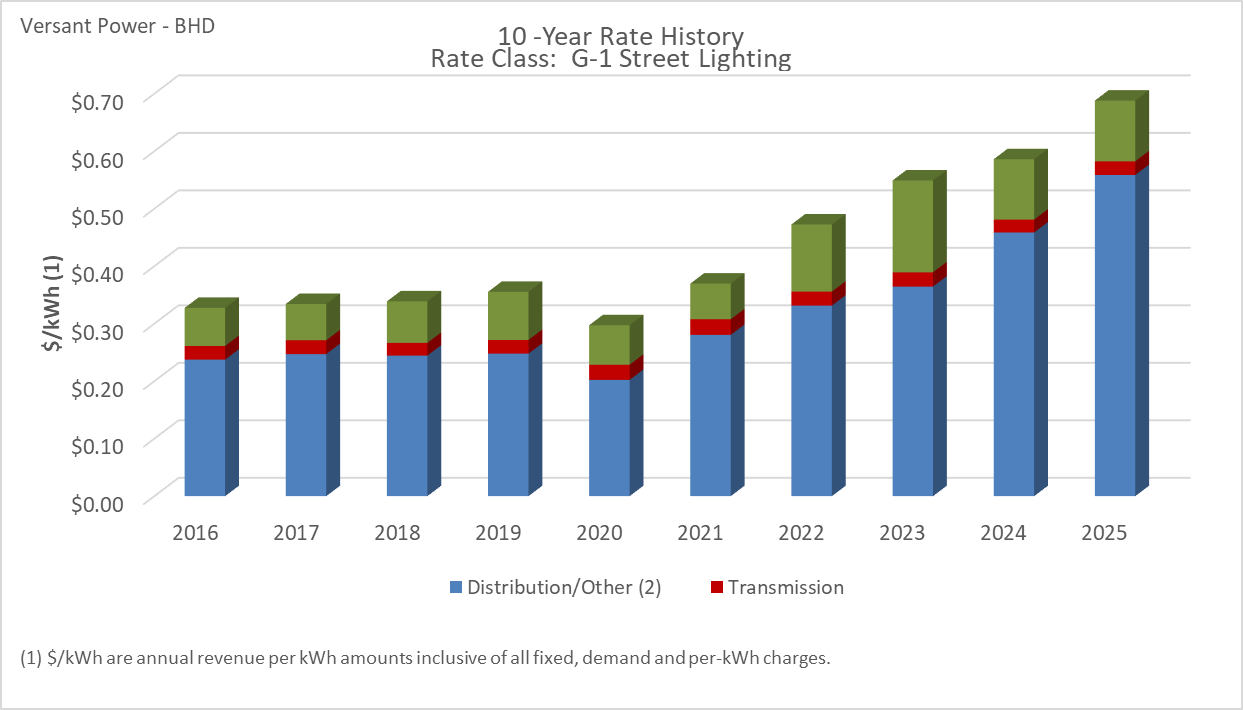 Versant Power - BHD
10 -Year Rate History
Rate Class:  G-1 Street Lighting
$/kWh (1)
$0.70
$0.60
$0.50
$0.40
$0.30
$0.20
$0.10
$0.00
2016 2017 2018 2019 2020 2021 2022 2023 2024 2025
Distribution/Other (2) Transmission
(1) $/kWh are annual revenue per kWh amounts inclusive of all fixed, demand and per-kWh charges.